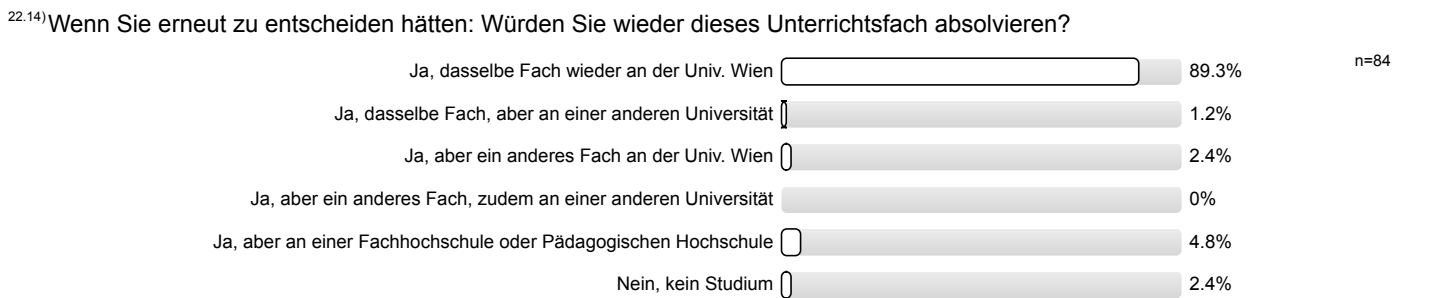 22.14) Wenn Sie erneut zu entscheiden hätten: Würden Sie wieder dieses Unterrichtsfach absolvieren?
Ja, dasselbe Fach wieder an der Univ. Wien 89.3% n=84
Ja, dasselbe Fach, aber an einer anderen Universität 1.2%
Ja, aber ein anderes Fach an der Univ. Wien 2.4%
Ja, aber ein anderes Fach, zudem an einer anderen Universität 0%
Ja, aber an einer Fachhochschule oder Pädagogischen Hochschule 4.8%
Nein, kein Studium 2.4%